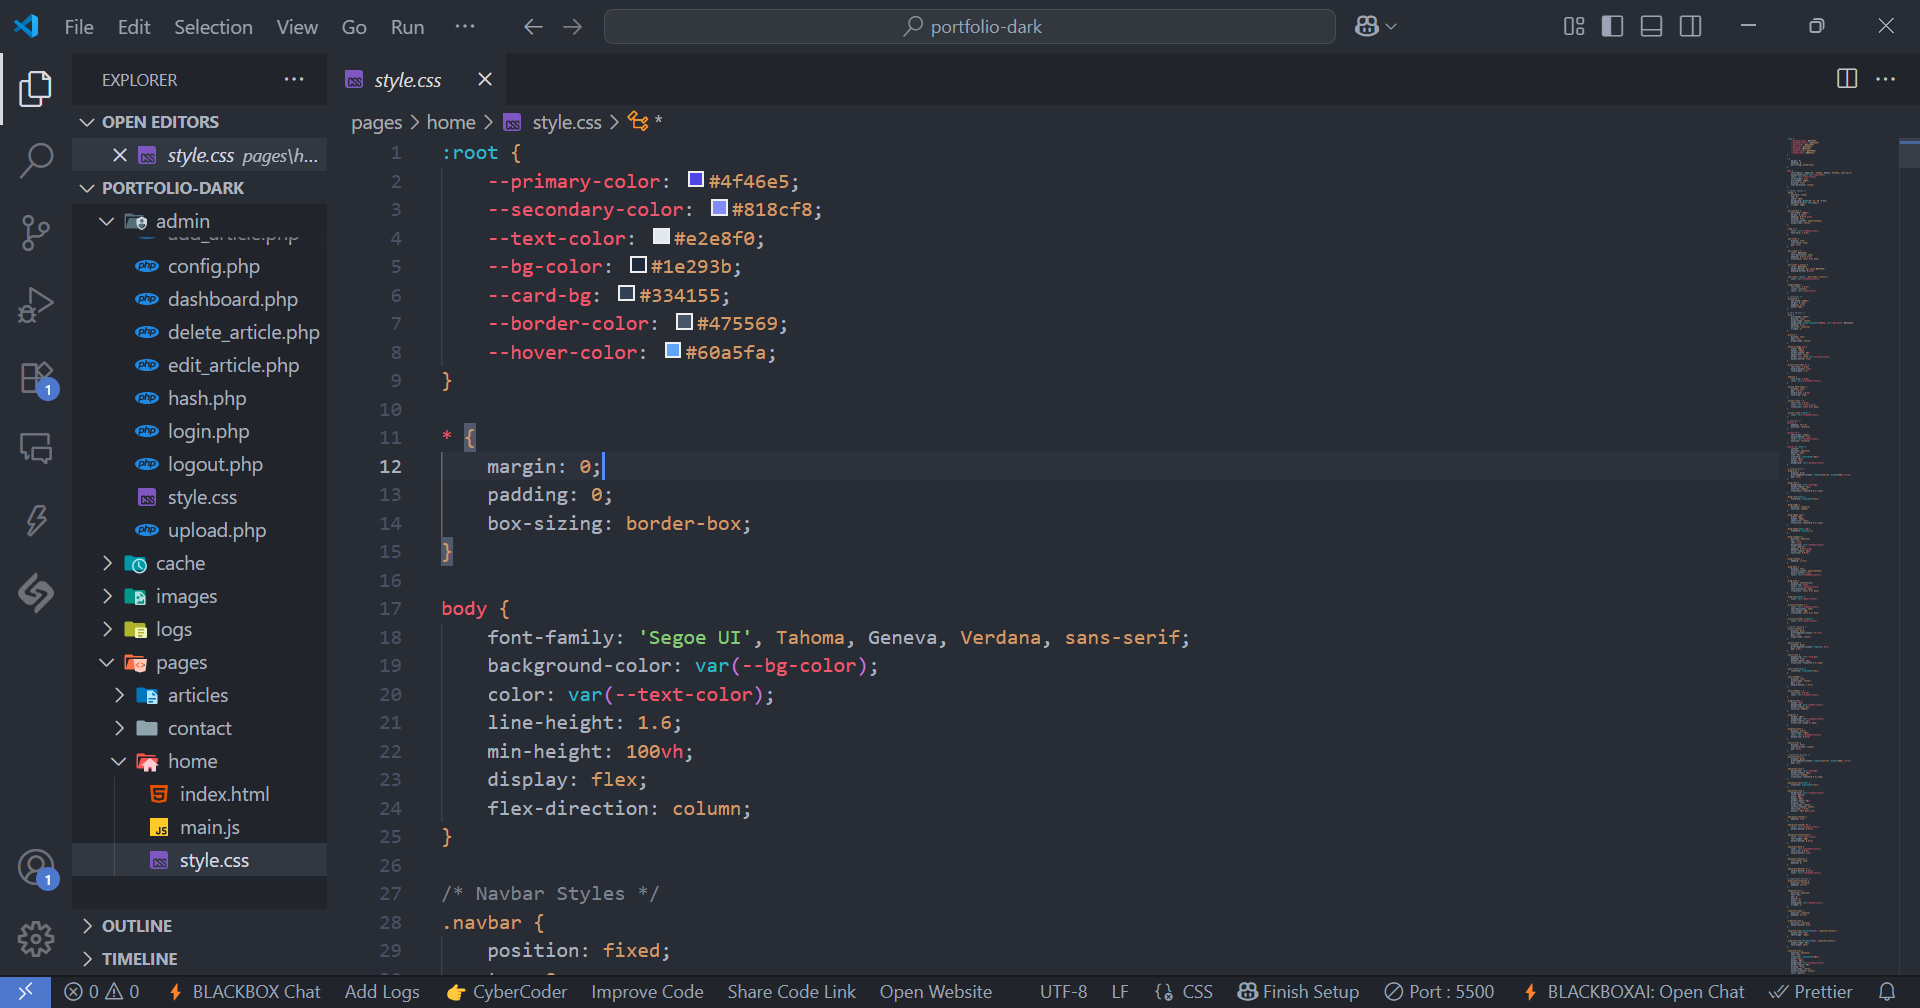 File Edit Selection View Go Run ··· portfolio-dark
EXPLORER ···
OPEN EDITORS
style.css pages\h...
PORTFOLIO-DARK
admin
add_article.php
config.php
dashboard.php
delete_article.php
edit_article.php
hash.php
login.php
logout.php
style.css
upload.php
cache
images
logs
pages
articles
contact
home
index.html
main.js
style.css
OUTLINE
TIMELINE
1
1
style.css
pages > home > style.css > *
1 :root {
2 --primary-color: #4f46e5;
3 --secondary-color: #818cf8;
4 --text-color: #e2e8f0;
5 --bg-color: #1e293b;
6 --card-bg: #334155;
7 --border-color: #475569;
8 --hover-color: #60a5fa;
9 }
10
11 * {
12 margin: 0;
13 padding: 0;
14 box-sizing: border-box;
15 }
16
17 body {
18 font-family: 'Segoe UI', Tahoma, Geneva, Verdana, sans-serif;
19 background-color: var(--bg-color);
20 color: var(--text-color);
21 line-height: 1.6;
22 min-height: 100vh;
23 display: flex;
24 flex-direction: column;
25 }
26
27 /* Navbar Styles */
28 .navbar {
29 position: fixed;
0 0 BLACKBOX Chat Add Logs CyberCoder Improve Code Share Code Link Open Website UTF-8 LF {} CSS Finish Setup Port : 5500 BLACKBOXAI: Open Chat Prettier